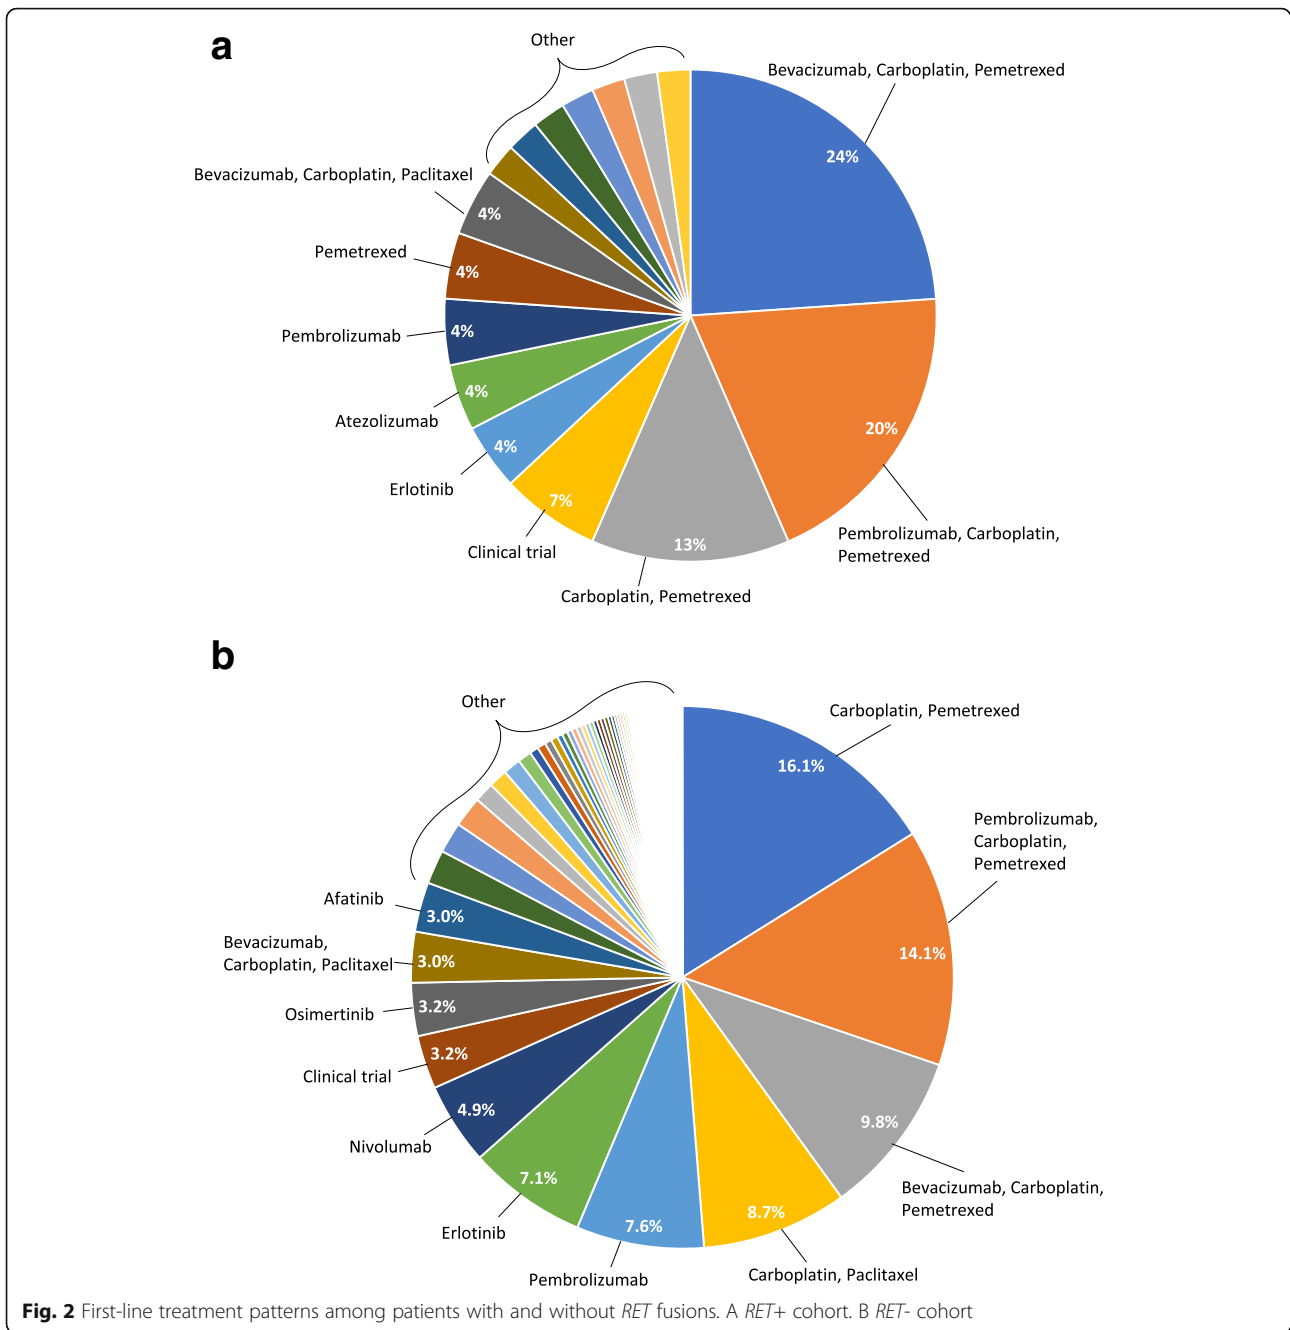 a
Other
Bevacizumab, Carboplatin, Pemetrexed
24%
Bevacizumab, Carboplatin, Paclitaxel
4%
Pemetrexed
4%
Pembrolizumab
4%
Atezolizumab
4%
Erlotinib
4%
Clinical trial
7%
Carboplatin, Pemetrexed
13%
20%
Pembrolizumab, Carboplatin,
Pemetrexed
b
Other
Carboplatin, Pemetrexed
16.1%
Pembrolizumab,
Carboplatin,
Pemetrexed
14.1%
Afatinib
3.0%
Bevacizumab,
Carboplatin, Paclitaxel
3.0%
Osimertinib
3.2%
Clinical trial
3.2%
Nivolumab
4.9%
Erlotinib
7.1%
Pembrolizumab
7.6%
Carboplatin, Paclitaxel
8.7%
9.8%
Bevacizumab, Carboplatin,
Pemetrexed
Fig. 2 First-line treatment patterns among patients with and without RET fusions. A RET+ cohort. B RET- cohort